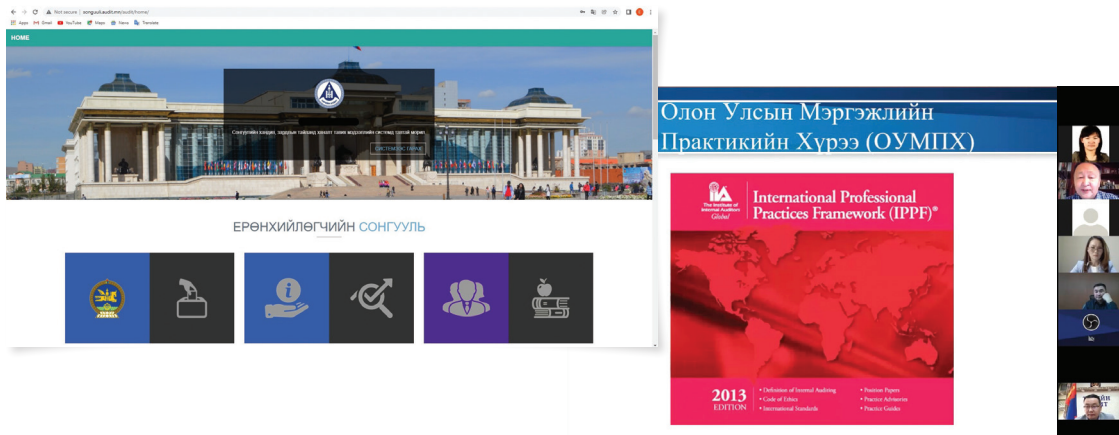 Not secure | songuuli.audit.mn/audit/home/
Apps Gmail YouTube Maps News Translate
HOME
Сонгуулийн зардал, зардлын тайланд хяналт тавих мэдээллийн системд тавтай морил
СИСТЕМЭЭС ГАРАХ
ЕРӨНХИЙЛӨГЧИЙН СОНГУУЛЬ
Олон Улсын Мэргэжлийн
Практикийн Хүрээ (ОУМПХ)
The Institute of
Internal Auditors
Global
International Professional
Practices Framework (IPPF)®
2013
EDITION
• Definition of Internal Auditing
• Code of Ethics
• International Standards
• Position Papers
• Practice Advisories
• Practice Guides